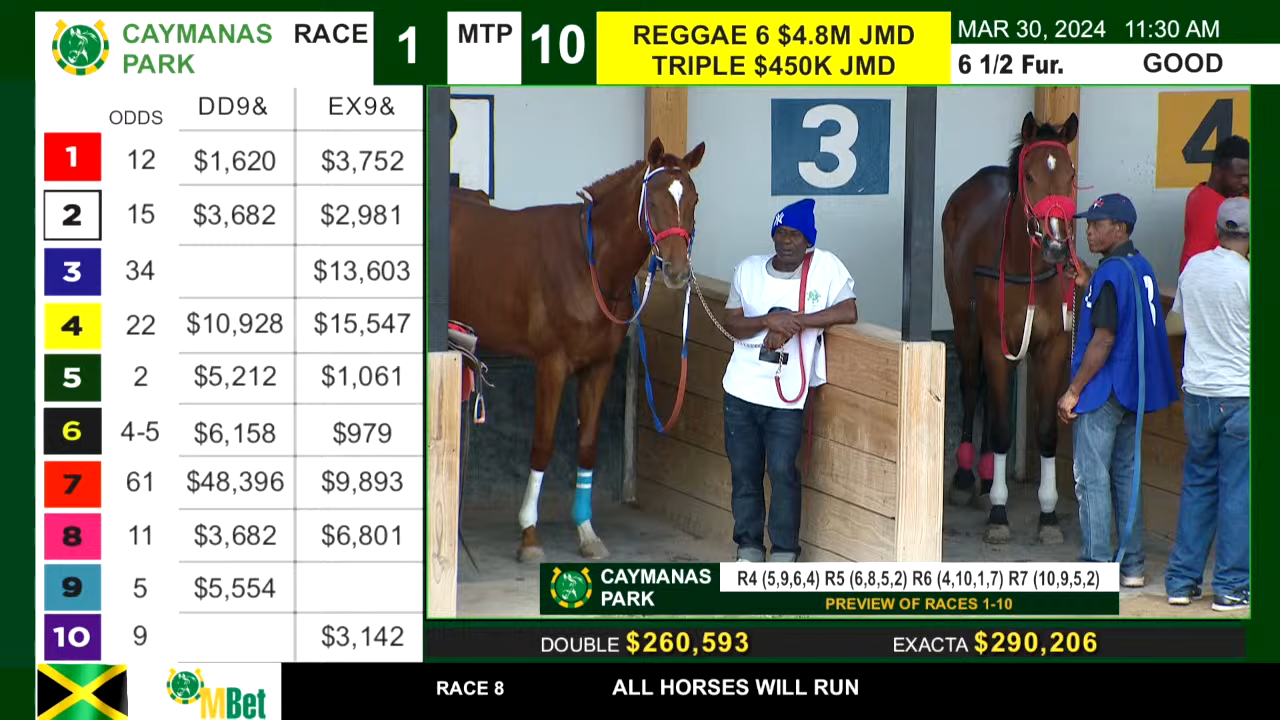 CAYMANAS PARK
RACE 1
MTP 10
REGGAE 6 $4.8M JMD
TRIPLE $450K JMD
MAR 30, 2024 11:30 AM
6 1/2 Fur. GOOD
ODDS DD9& EX9&
1 12 $1,620 $3,752
2 15 $3,682 $2,981
3 34 $13,603
4 22 $10,928 $15,547
5 2 $5,212 $1,061
6 4-5 $6,158 $979
7 61 $48,396 $9,893
8 11 $3,682 $6,801
9 5 $5,554
10 9 $3,142
3
4
CAYMANAS PARK
R4 (5,9,6,4) R5 (6,8,5,2) R6 (4,10,1,7) R7 (10,9,5,2)
PREVIEW OF RACES 1-10
DOUBLE $260,593 EXACTA $290,206
MBet
RACE 8 ALL HORSES WILL RUN